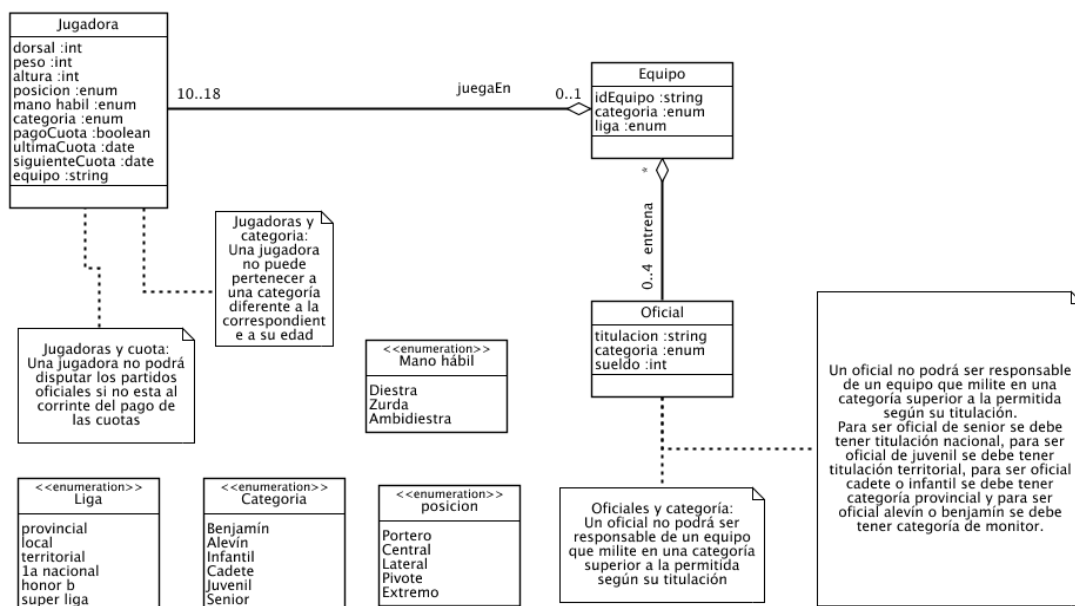 Jugadora
dorsal :int
peso :int
altura :int
posicion :enum
mano habil :enum
categoria :enum
pagoCuota :boolean
ultimaCuota :date
siguienteCuota :date
equipo :string
10..18
juegaEn
0..1
Equipo
idEquipo :string
categoria :enum
liga :enum
*
0..4 entrena
Oficial
titulacion :string
categoria :enum
sueldo :int
Jugadoras y
categoria:
Una jugadora
no puede
pertenecer a
una categoría
diferente a la
correspondient
e a su edad
Jugadoras y cuota:
Una jugadora no podrá
disputar los partidos
oficiales si no esta al
corrinte del pago de
las cuotas
<<enumeration>>
Mano hábil
Diestra
Zurda
Ambidiestra
Un oficial no podrá ser responsable
de un equipo que milite en una
categoría superior a la permitida
según su titulación.
Para ser oficial de senior se debe
tener titulación nacional, para ser
oficial de juvenil se debe tener
titulación territorial, para ser oficial
cadete o infantil se debe tener
categoría provincial y para ser
oficial alevín o benjamín se debe
tener categoría de monitor.
<<enumeration>>
Liga
provincial
local
territorial
1a nacional
honor b
super liga
<<enumeration>>
Categoria
Benjamín
Alevín
Infantil
Cadete
Juvenil
Senior
<<enumeration>>
posicion
Portero
Central
Lateral
Pivote
Extremo
Oficiales y categoría:
Un oficial no podrá ser
responsable de un equipo
que milite en una categoría
superior a la permitida
según su titulación